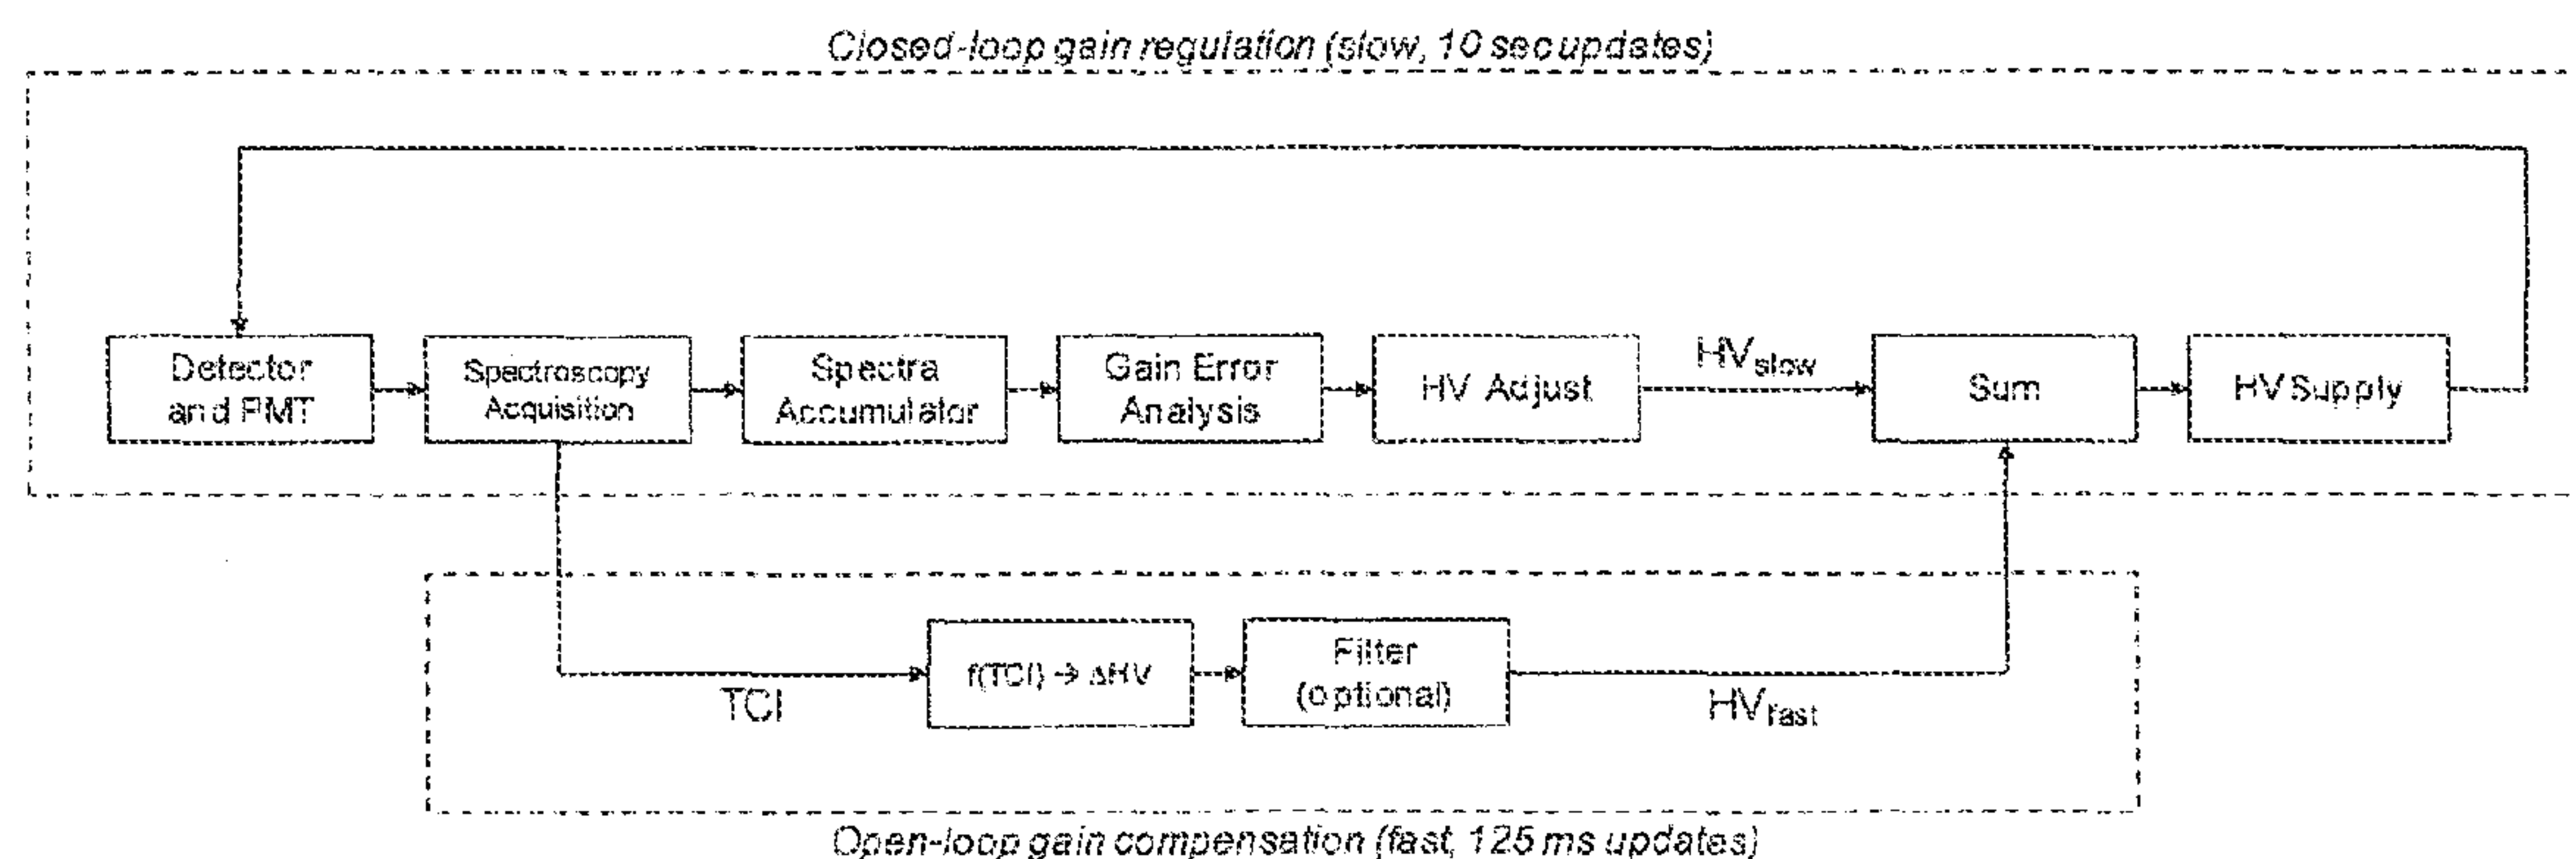 Closed-loop gain regulation (slow, 10 sec updates)
Detector
and PMT
Spectroscopy
Acquisition
Spectra
Accumulator
Gain Error
Analysis
HV Adjust
HVslow
Sum
HV Supply
TCI
f(TCI) → ΔHV
Filter
(optional)
HVfast
Open-loop gain compensation (fast, 125 ms updates)